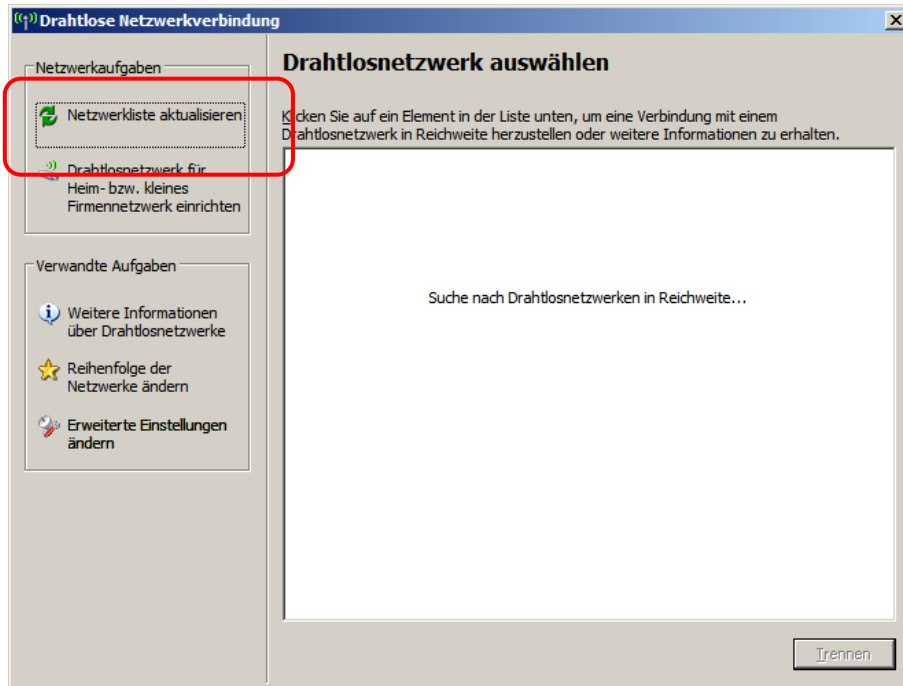 Drahtlose Netzwerkverbindung
Netzwerkaufgaben
Netzwerkliste aktualisieren
Drahtlosnetzwerk für
Heim- bzw. kleines
Firmennetzwerk einrichten
Verwandte Aufgaben
Weitere Informationen
über Drahtlosnetzwerke
Reihenfolge der
Netzwerke ändern
Erweiterte Einstellungen
ändern
Drahtlosnetzwerk auswählen
Klicken Sie auf ein Element in der Liste unten, um eine Verbindung mit einem
Drahtlosnetzwerk in Reichweite herzustellen oder weitere Informationen zu erhalten.
Suche nach Drahtlosnetzwerken in Reichweite...
Trennen